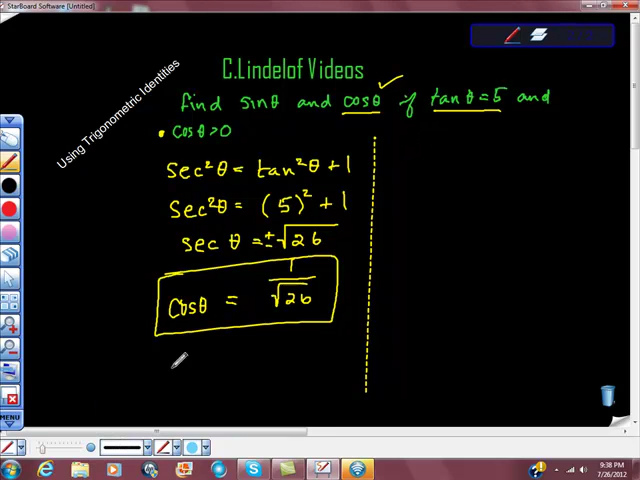 StarBoard Software [Untitled]
C.Lindelof Videos
Using Trigonometric Identities
find sinθ and cosθ if tanθ = 5 and
• cosθ > 0
sec²θ = tan²θ + 1
sec²θ = (5)² + 1
sec θ = ±√26
cosθ = 1/√26
MENU
9:38 PM
7/26/2012